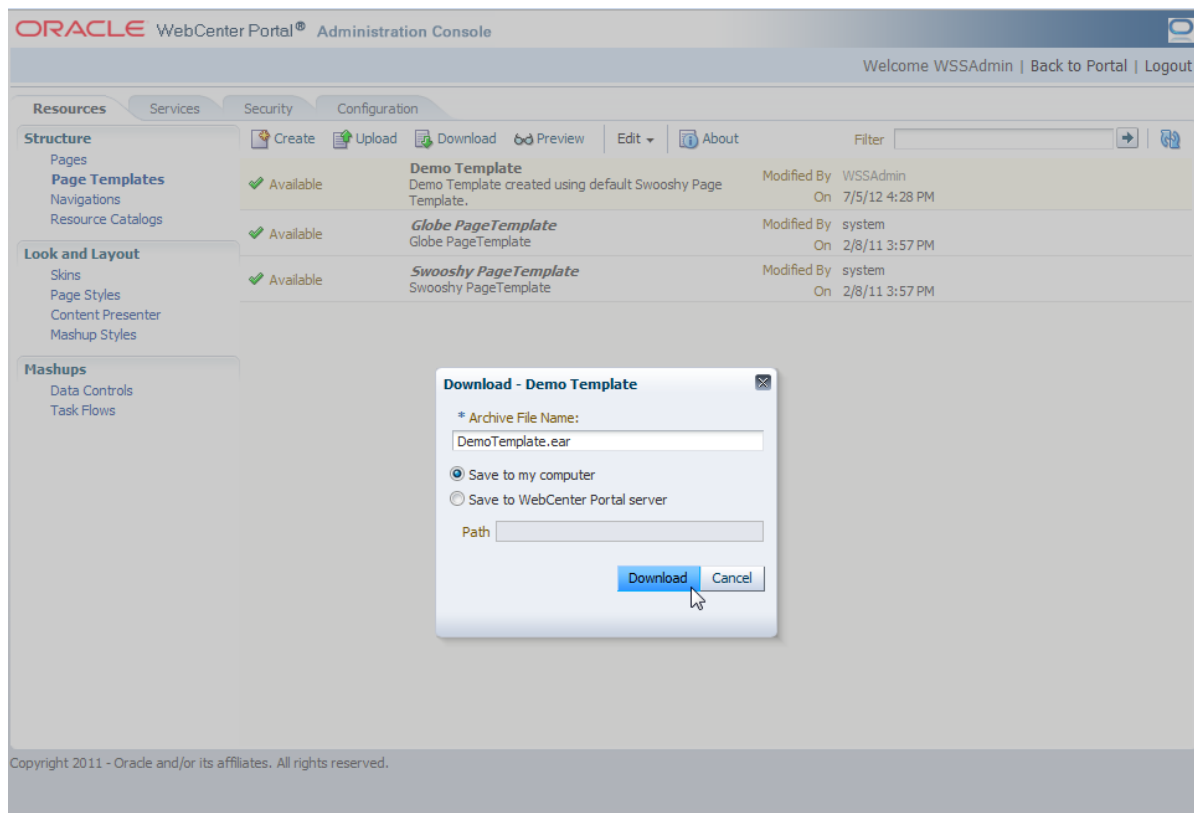 ORACLE WebCenter Portal® Administration Console
Welcome WSSAdmin | Back to Portal | Logout
Resources Services Security Configuration
Structure
Pages
Page Templates
Navigations
Resource Catalogs
Look and Layout
Skins
Page Styles
Content Presenter
Mashup Styles
Mashups
Data Controls
Task Flows
Create Upload Download Preview Edit About Filter
Available
Demo Template
Demo Template created using default Swooshy Page
Template.
Modified By WSSAdmin
On 7/5/12 4:28 PM
Available
Globe PageTemplate
Globe PageTemplate
Modified By system
On 2/8/11 3:57 PM
Available
Swooshy PageTemplate
Swooshy PageTemplate
Modified By system
On 2/8/11 3:57 PM
Download - Demo Template
* Archive File Name:
DemoTemplate.ear
Save to my computer
Save to WebCenter Portal server
Path
Download Cancel
Copyright 2011 - Oracle and/or its affiliates. All rights reserved.